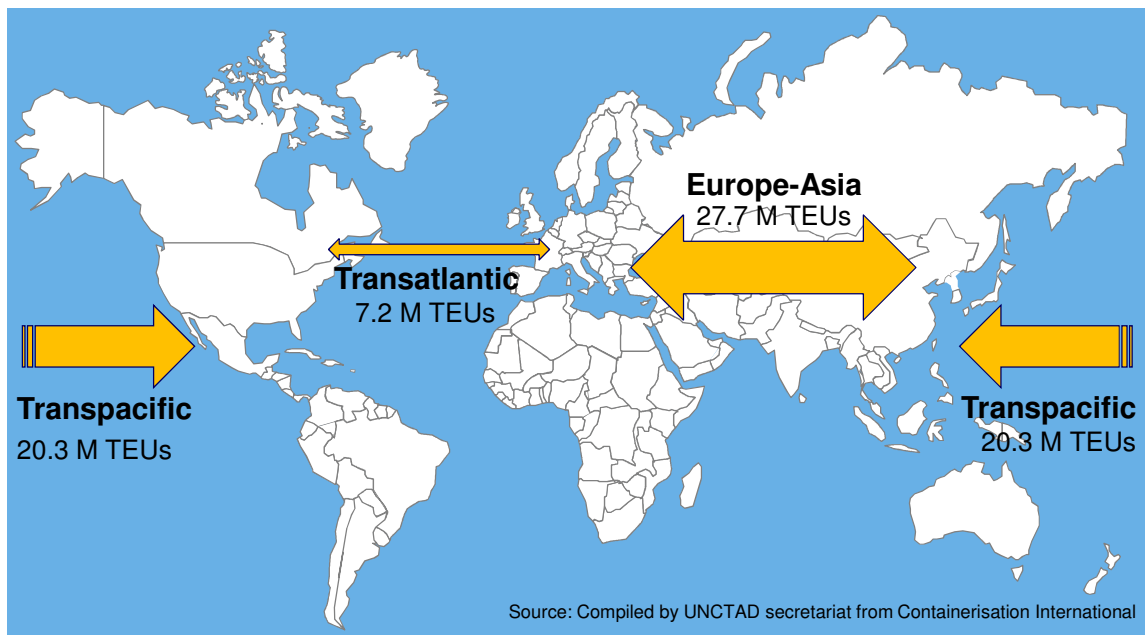 Europe-Asia
27.7 M TEUs
Transatlantic
7.2 M TEUs
Transpacific
20.3 M TEUs
Transpacific
20.3 M TEUs
Source: Compiled by UNCTAD secretariat from Containerisation International